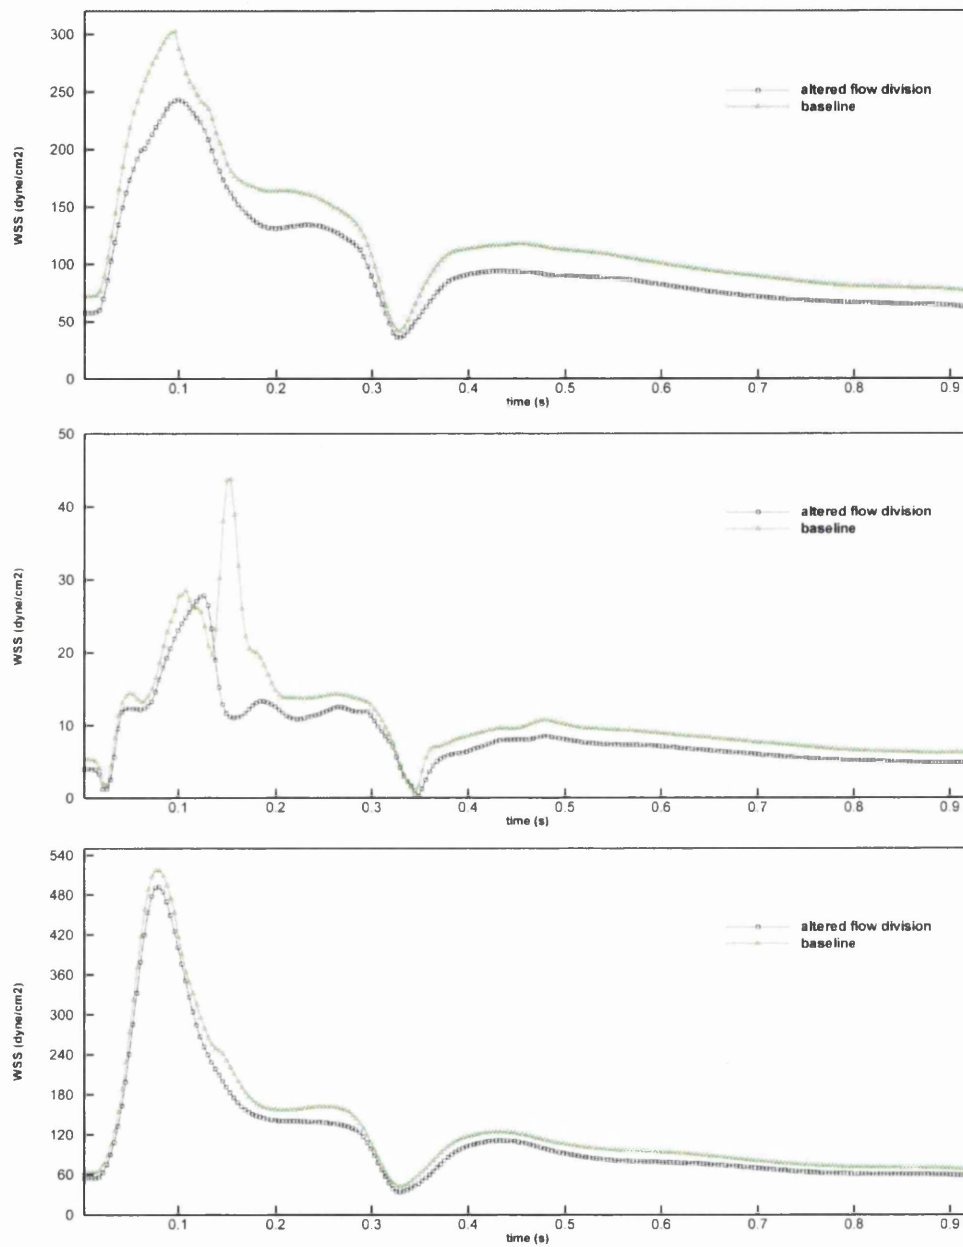 300
250
200
150
100
50
0
WSS (dyne/cm2)
altered flow division
baseline
0.1 0.2 0.3 0.4 0.5 0.6 0.7 0.8 0.9
time (s)
50
40
30
20
10
0
WSS (dyne/cm2)
altered flow division
baseline
0.1 0.2 0.3 0.4 0.5 0.6 0.7 0.8 0.9
time (s)
540
480
420
360
300
240
180
120
60
0
WSS (dyne/cm2)
altered flow division
baseline
0.1 0.2 0.3 0.4 0.5 0.6 0.7 0.8 0.9
time (s)